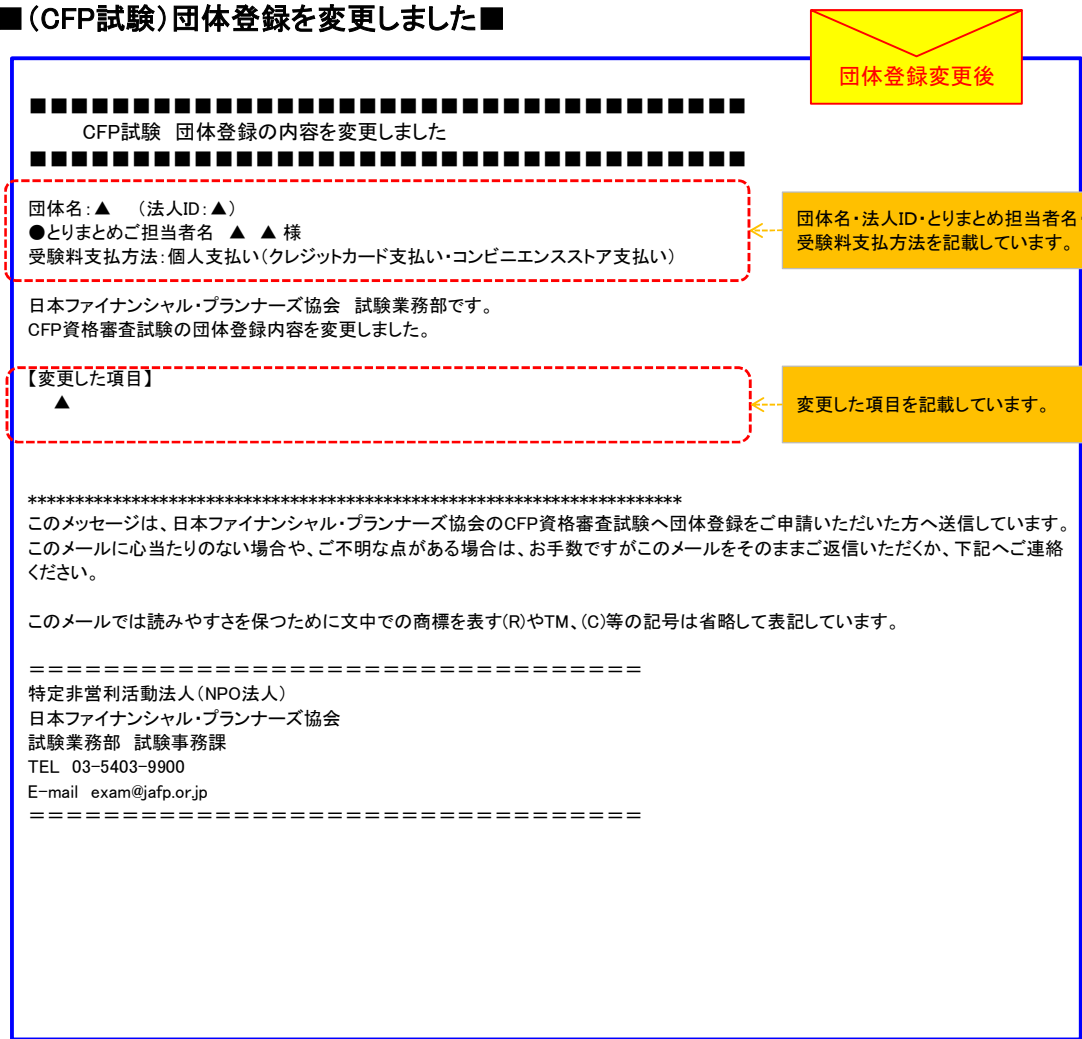 ■(CFP試験)団体登録を変更しました■
団体登録変更後
■■■■■■■■■■■■■■■■■■■■■■■■■■■■■■■■■■■
CFP試験 団体登録の内容を変更しました
■■■■■■■■■■■■■■■■■■■■■■■■■■■■■■■■■■■
団体名:▲ (法人ID:▲)
●とりまとめご担当者名 ▲ ▲ 様
受験料支払方法:個人支払い(クレジットカード支払い・コンビニエンスストア支払い)
団体名・法人ID・とりまとめ担当者名・
受験料支払方法を記載しています。
日本ファイナンシャル・プランナーズ協会 試験業務部です。
CFP資格審査試験の団体登録内容を変更しました。
【変更した項目】
▲
変更した項目を記載しています。
**********************************************************************
このメッセージは、日本ファイナンシャル・プランナーズ協会のCFP資格審査試験へ団体登録をご申請いただいた方へ送信しています。
このメールに心当たりのない場合や、ご不明な点がある場合は、お手数ですがこのメールをそのままご返信いただくか、下記へご連絡
ください。
このメールでは読みやすさを保つために文中での商標を表す(R)やTM、(C)等の記号は省略して表記しています。
=================================
特定非営利活動法人(NPO法人)
日本ファイナンシャル・プランナーズ協会
試験業務部 試験事務課
TEL 03-5403-9900
E-mail exam@jafp.or.jp
=================================